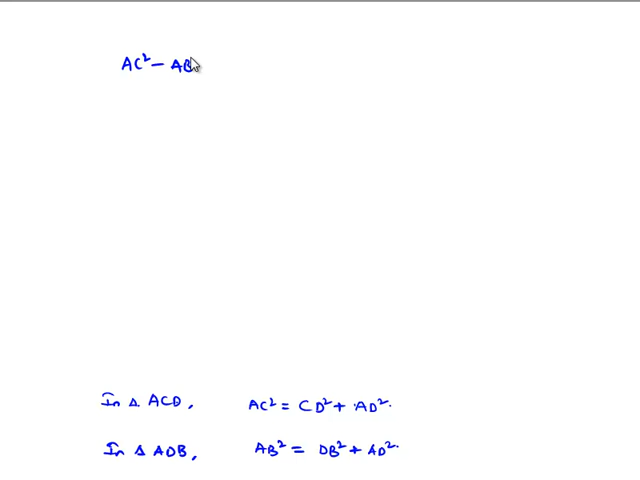 AC² - AB
In Δ ACD, AC² = CD² + AD².
In Δ ADB, AB² = DB² + AD².